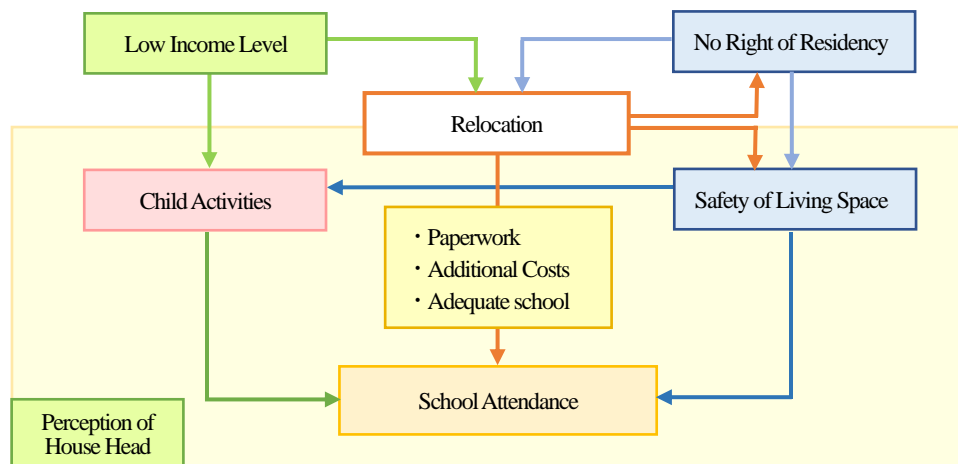 Low Income Level
No Right of Residency
Relocation
Child Activities
Safety of Living Space
・Paperwork
・Additional Costs
・Adequate school
School Attendance
Perception of
House Head